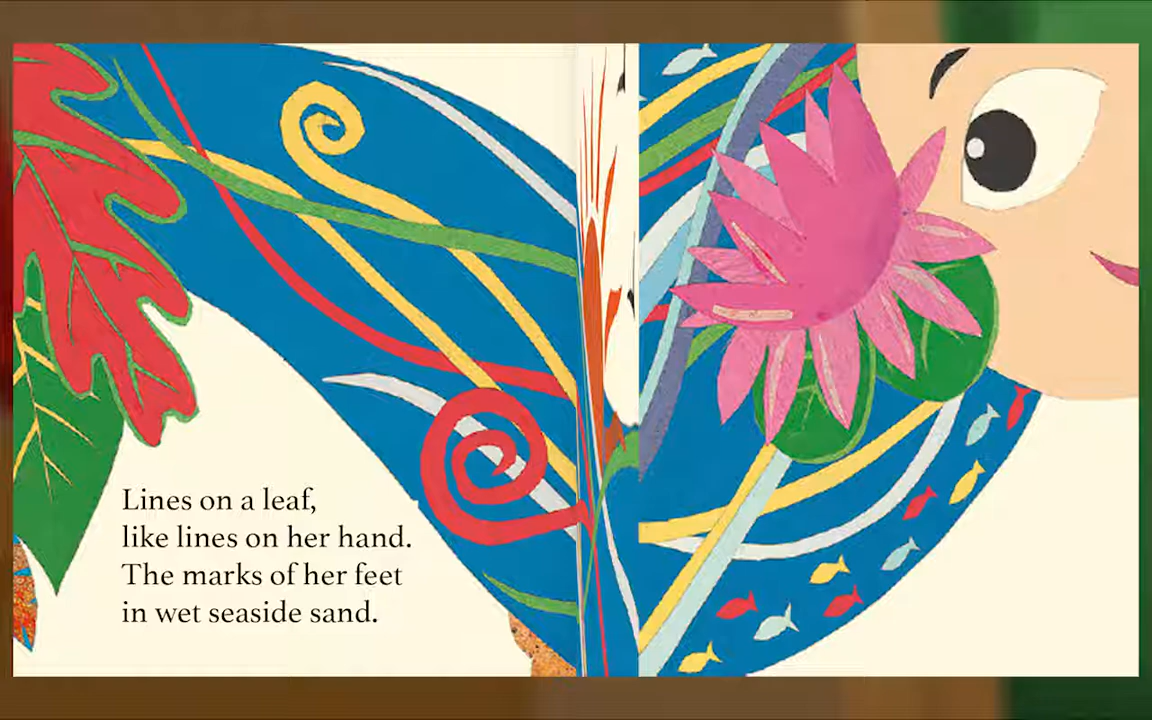 Lines on a leaf,
like lines on her hand.
The marks of her feet
in wet seaside sand.